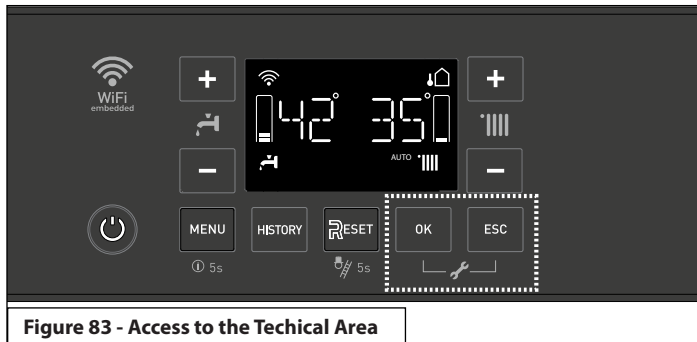 WiFi
embedded
+
+
42° 35°
AUTO
−
−
MENU
HISTORY
RESET
OK
ESC
5s
5s
Figure 83 - Access to the Techical Area